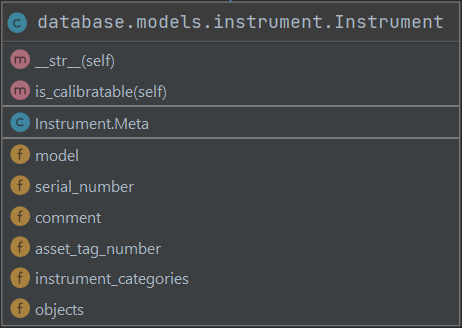 C database.models.instrument.Instrument
m __str__(self)
m is_calibratable(self)
C Instrument.Meta
f model
f serial_number
f comment
f asset_tag_number
f instrument_categories
f objects